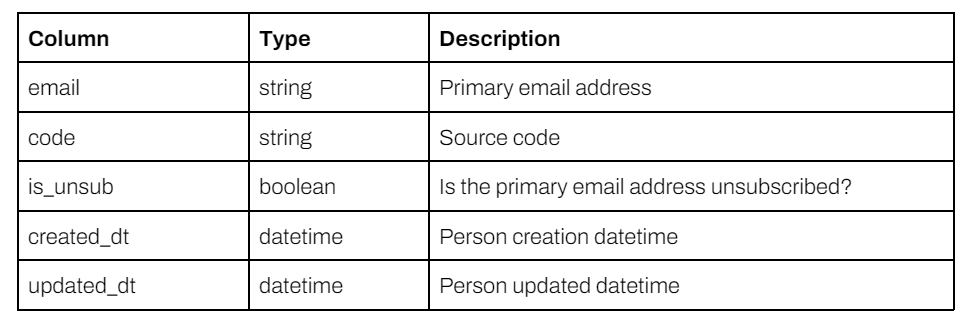 Column Type Description
email string Primary email address
code string Source code
is_unsub boolean Is the primary email address unsubscribed?
created_dt datetime Person creation datetime
updated_dt datetime Person updated datetime